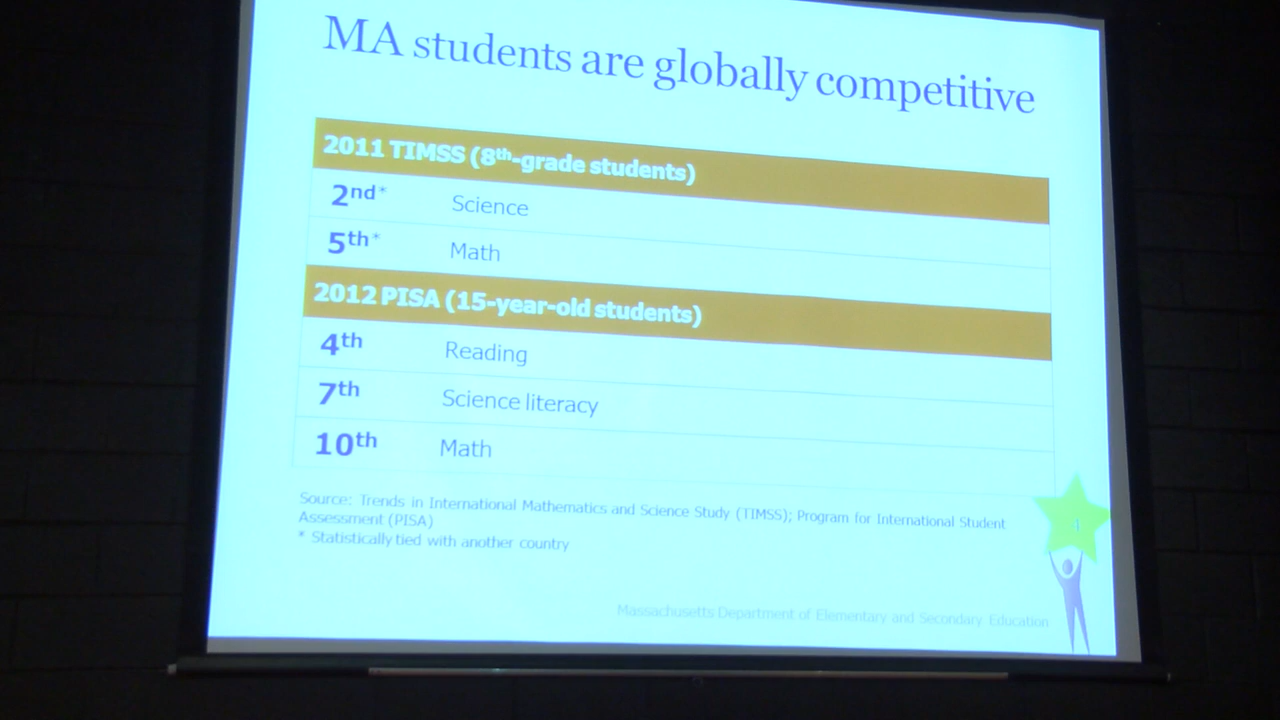 MA students are globally competitive
2011 TIMSS (8th-grade students)
2nd* Science
5th* Math
2012 PISA (15-year-old students)
4th Reading
7th Science literacy
10th Math
Source: Trends in International Mathematics and Science Study (TIMSS); Program for International Student
Assessment (PISA)
* Statistically tied with another country
4
Massachusetts Department of Elementary and Secondary Education